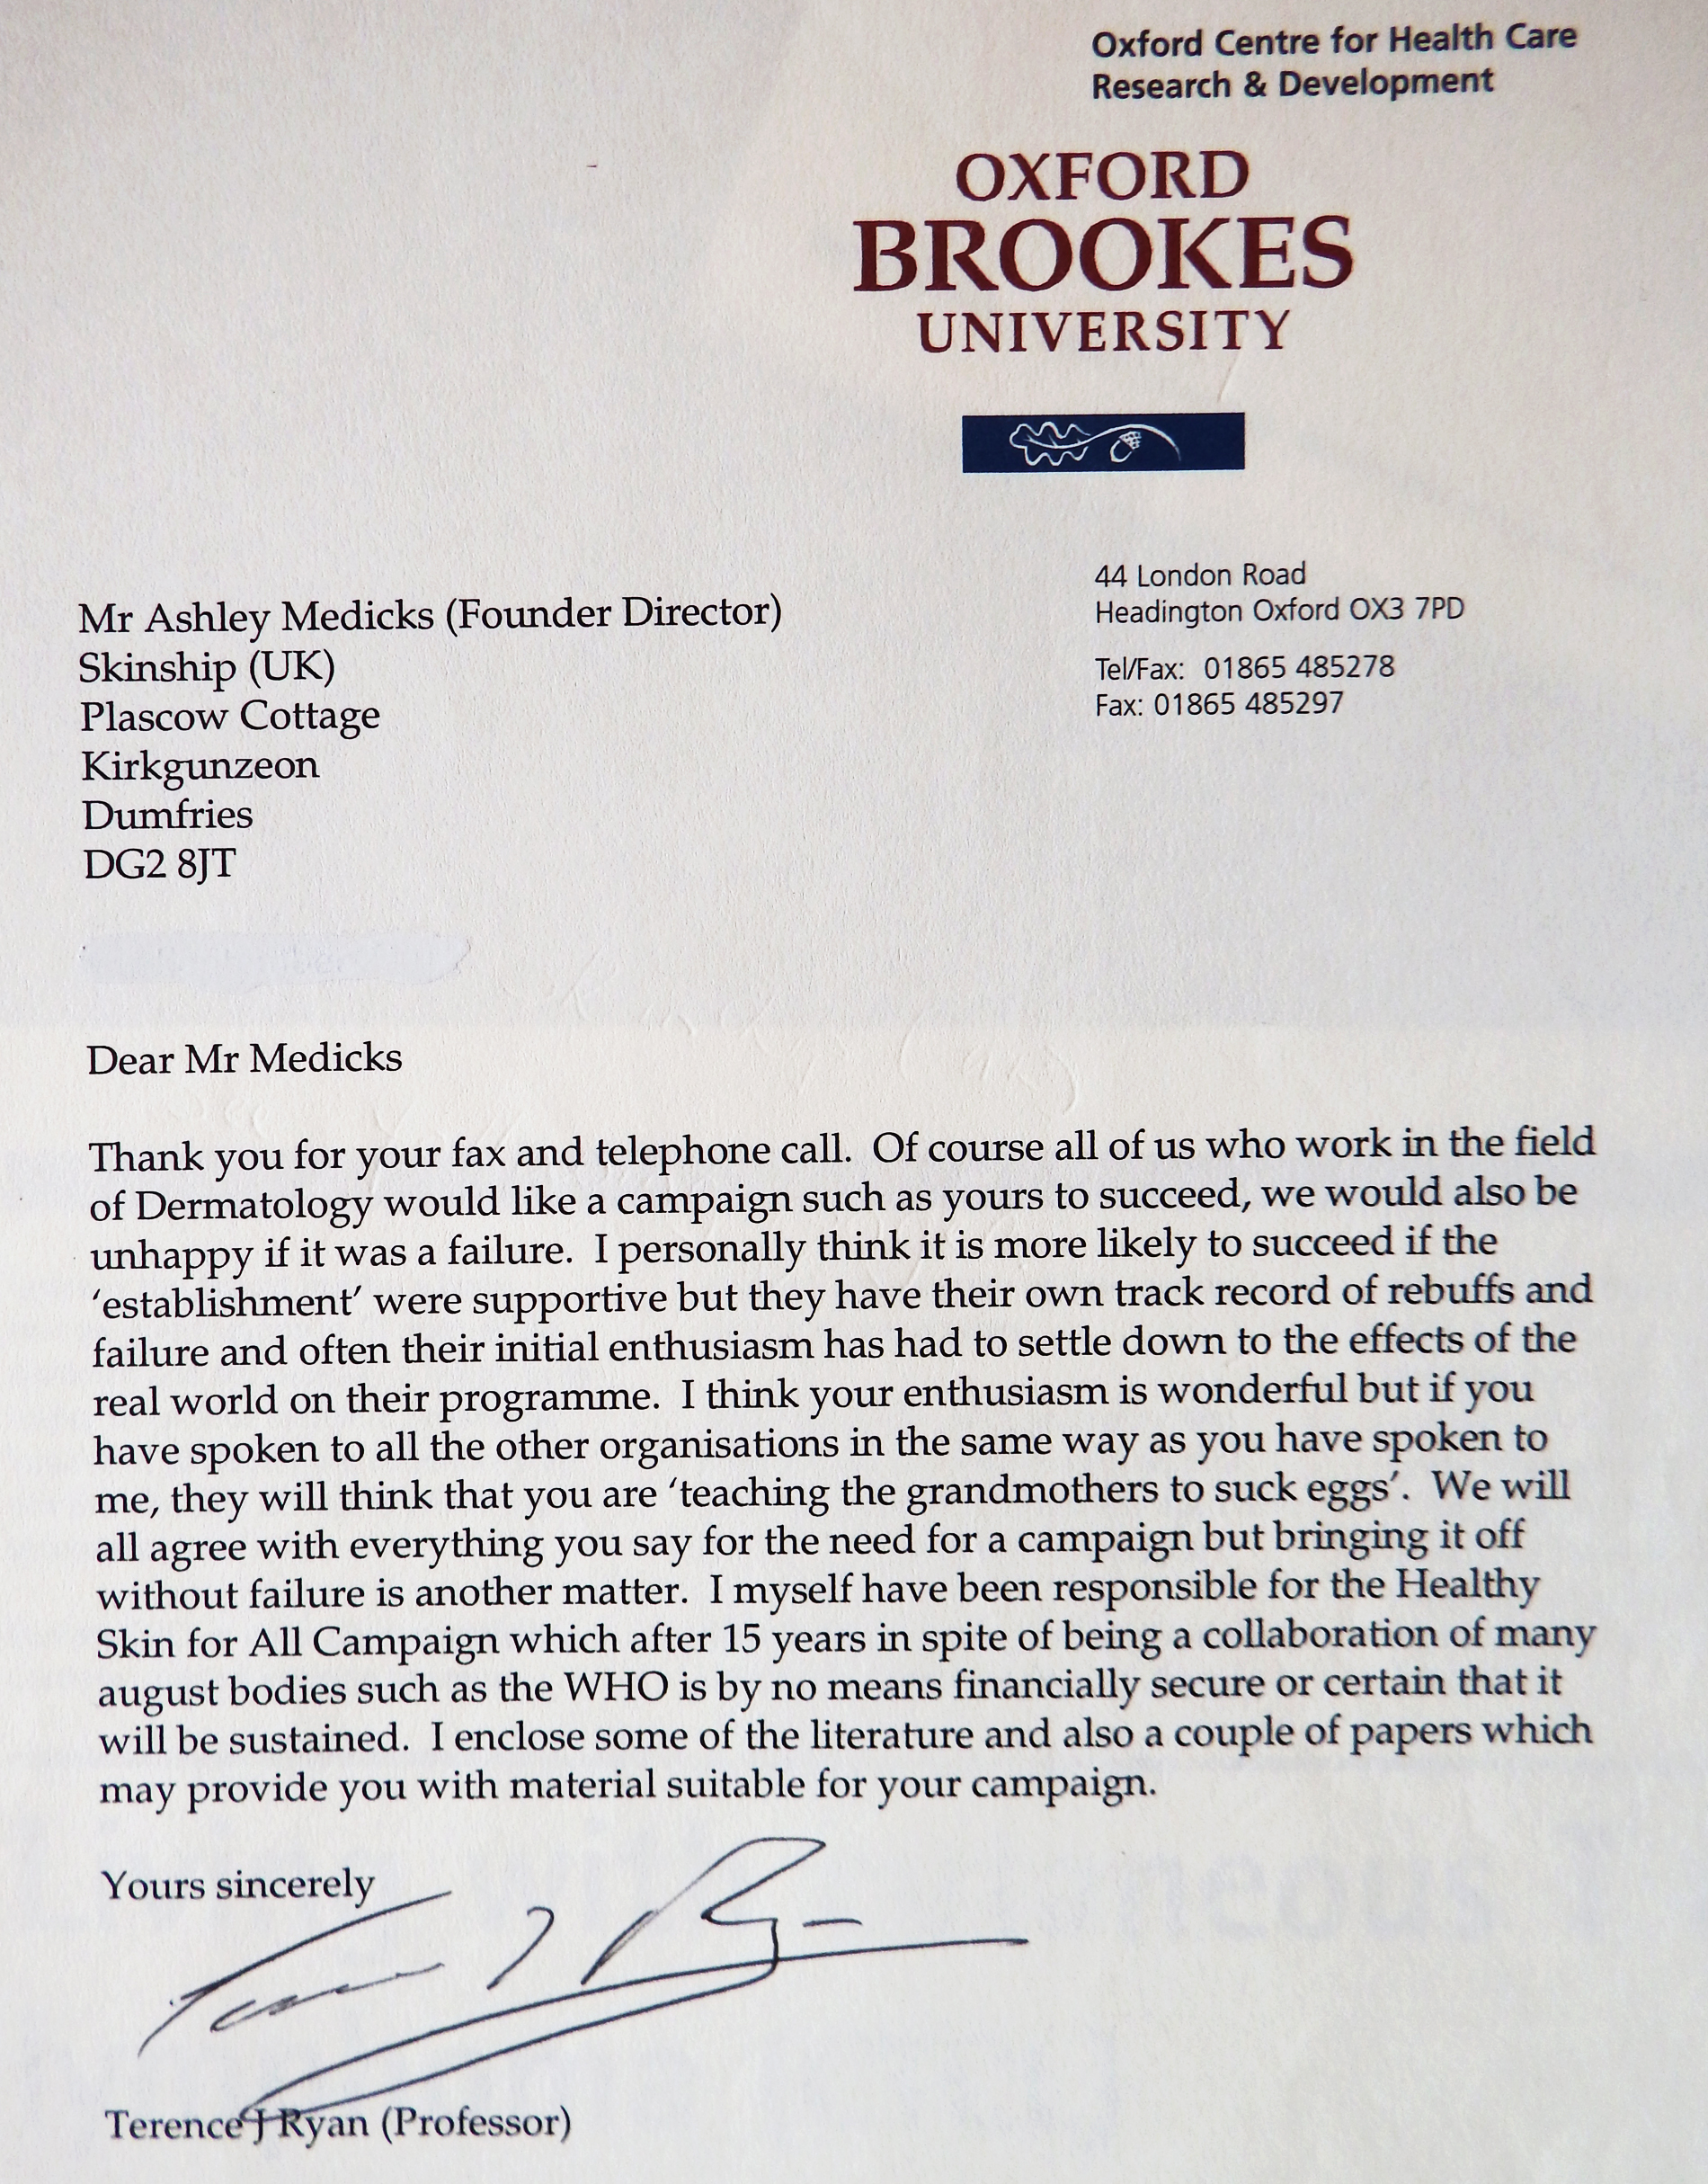 Oxford Centre for Health Care
Research & Development
OXFORD
BROOKES
UNIVERSITY
44 London Road
Headington Oxford OX3 7PD
Tel/Fax: 01865 485278
Fax: 01865 485297
Mr Ashley Medicks (Founder Director)
Skinship (UK)
Plascow Cottage
Kirkgunzeon
Dumfries
DG2 8JT
Dear Mr Medicks
Thank you for your fax and telephone call. Of course all of us who work in the field
of Dermatology would like a campaign such as yours to succeed, we would also be
unhappy if it was a failure. I personally think it is more likely to succeed if the
‘establishment’ were supportive but they have their own track record of rebuffs and
failure and often their initial enthusiasm has had to settle down to the effects of the
real world on their programme. I think your enthusiasm is wonderful but if you
have spoken to all the other organisations in the same way as you have spoken to
me, they will think that you are ‘teaching the grandmothers to suck eggs’. We will
all agree with everything you say for the need for a campaign but bringing it off
without failure is another matter. I myself have been responsible for the Healthy
Skin for All Campaign which after 15 years in spite of being a collaboration of many
august bodies such as the WHO is by no means financially secure or certain that it
will be sustained. I enclose some of the literature and also a couple of papers which
may provide you with material suitable for your campaign.
Yours sincerely
Terence J Ryan (Professor)